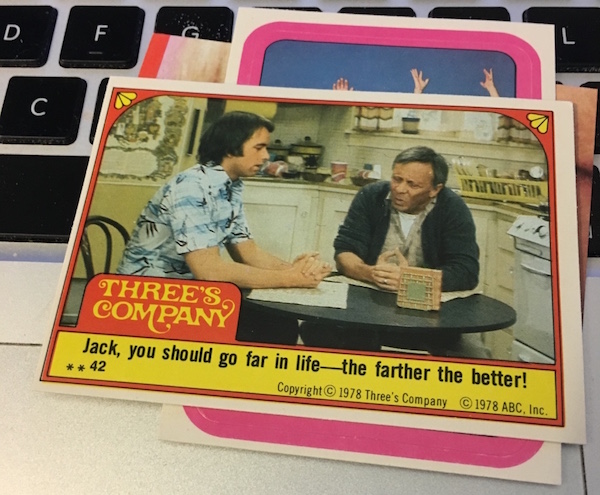 D
F
G
L
C
THREE'S
COMPANY
Jack, you should go far in life—the farther the better!
** 42
Copyright © 1978 Three's Company © 1978 ABC, Inc.